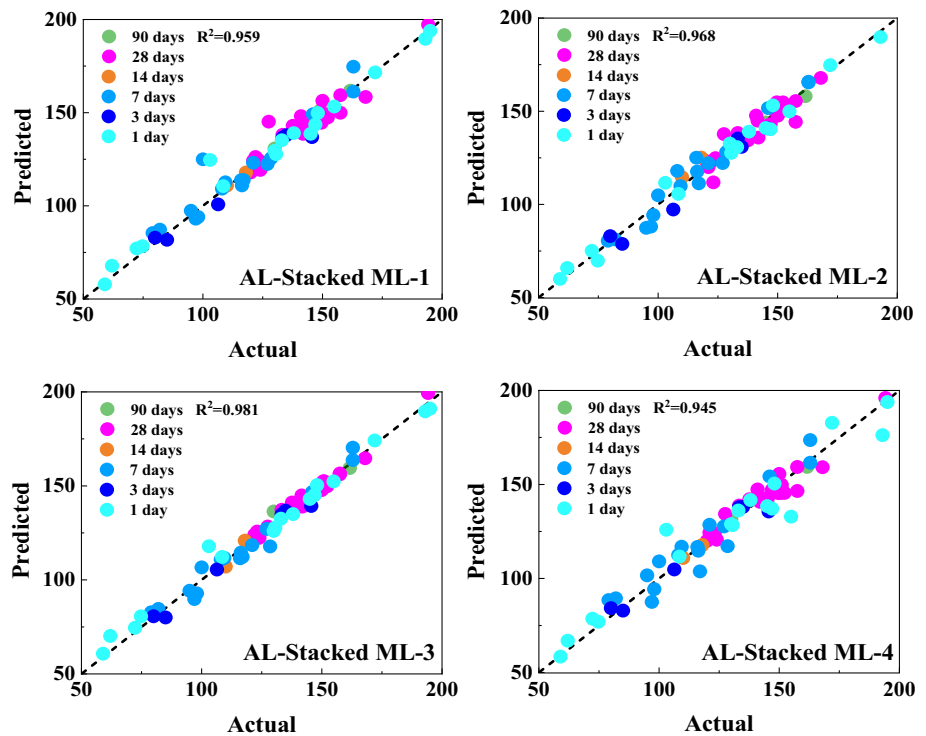 200
150
100
50
Predicted
90 days R²=0.959
28 days
14 days
7 days
3 days
1 day
AL-Stacked ML-1
50 100 150 200
Actual
200
150
100
50
Predicted
90 days R²=0.968
28 days
14 days
7 days
3 days
1 day
AL-Stacked ML-2
50 100 150 200
Actual
200
150
100
50
Predicted
90 days R²=0.981
28 days
14 days
7 days
3 days
1 day
AL-Stacked ML-3
50 100 150 200
Actual
200
150
100
50
Predicted
90 days R²=0.945
28 days
14 days
7 days
3 days
1 day
AL-Stacked ML-4
50 100 150 200
Actual